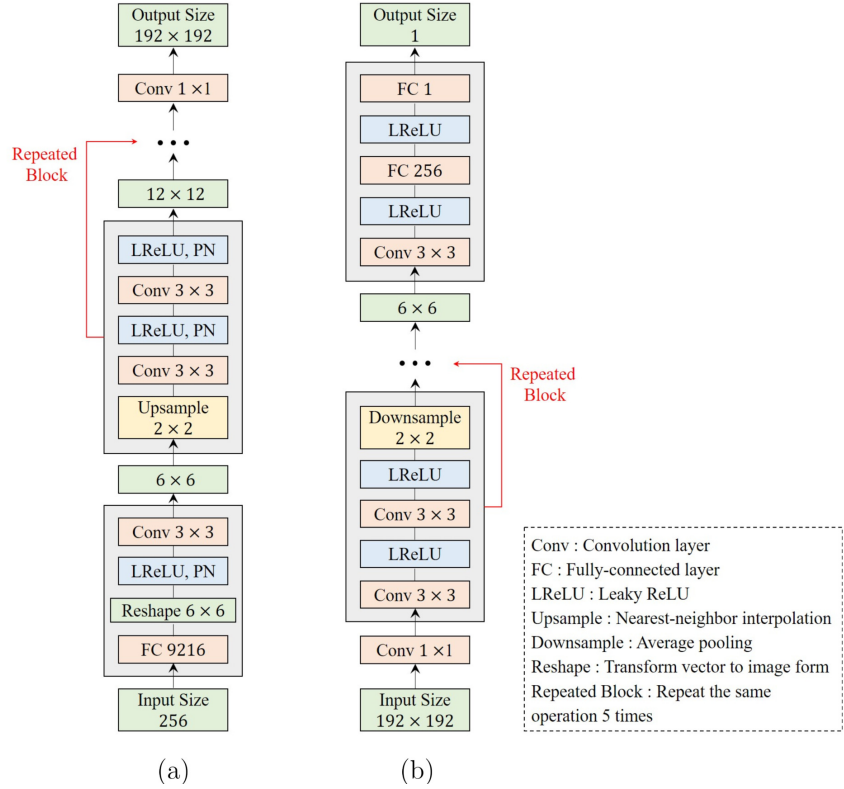 Output Size
192 × 192
Conv 1 ×l
Repeated
Block
12 × 12
LReLU, PN
Conv 3 × 3
LReLU, PN
Conv 3 × 3
Upsample
2 × 2
6 × 6
Conv 3 × 3
LReLU, PN
Reshape 6 × 6
FC 9216
Input Size
256
(a)
Output Size
1
FC 1
LReLU
FC 256
LReLU
Conv 3 × 3
6 × 6
Repeated
Block
Downsample
2 × 2
LReLU
Conv 3 × 3
LReLU
Conv 3 × 3
Conv 1 ×l
Input Size
192 × 192
(b)
Conv : Convolution layer
FC : Fully-connected layer
LReLU : Leaky ReLU
Upsample : Nearest-neighbor interpolation
Downsample : Average pooling
Reshape : Transform vector to image form
Repeated Block : Repeat the same
operation 5 times